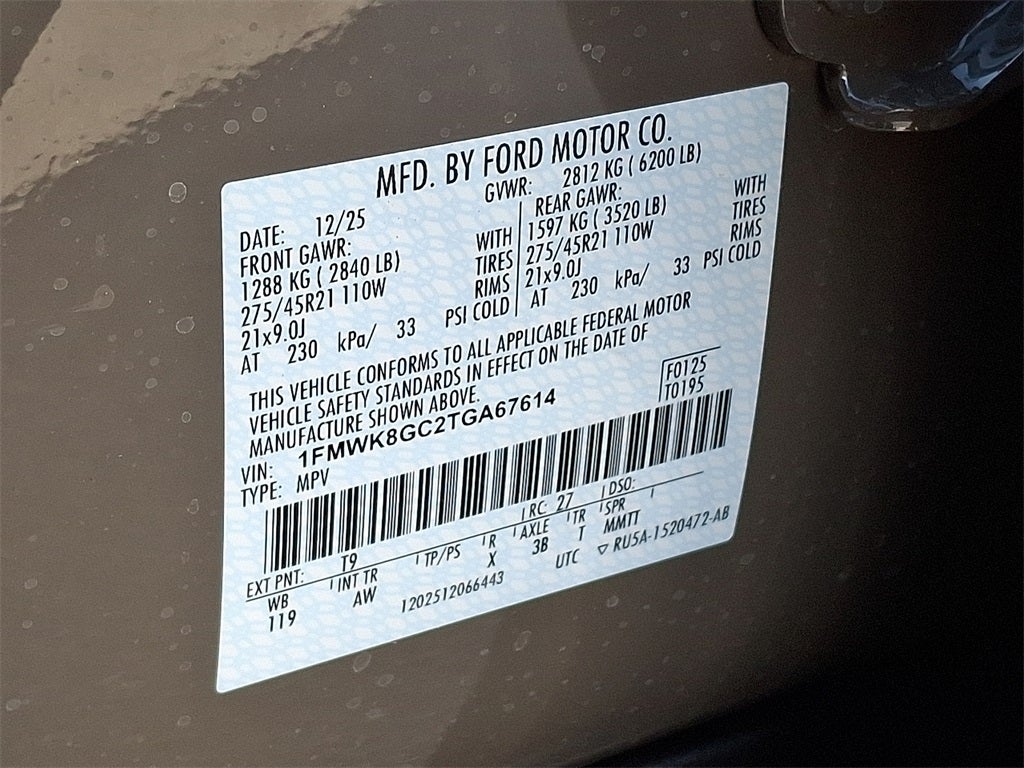 MFD. BY FORD MOTOR CO.
DATE: 12/25 GVWR: 2812 KG ( 6200 LB)
FRONT GAWR: REAR GAWR:
1288 KG ( 2840 LB) WITH 1597 KG ( 3520 LB) WITH
275/45R21 110W TIRES 275/45R21 110W TIRES
21x9.0J RIMS 21x9.0J RIMS
AT 230 kPa/ 33 PSI COLD AT 230 kPa/ 33 PSI COLD
THIS VEHICLE CONFORMS TO ALL APPLICABLE FEDERAL MOTOR
VEHICLE SAFETY STANDARDS IN EFFECT ON THE DATE OF
MANUFACTURE SHOWN ABOVE.
F0125
T0195
VIN: 1FMWK8GC2TGA67614
TYPE: MPV
EXT PNT: T9 RC: 27 DSO:
WB INT TR TP/PS R AXLE TR SPR
119 AW X 3B T MMTT
1202512066443 UTC ▽ RU5A-1520472-AB